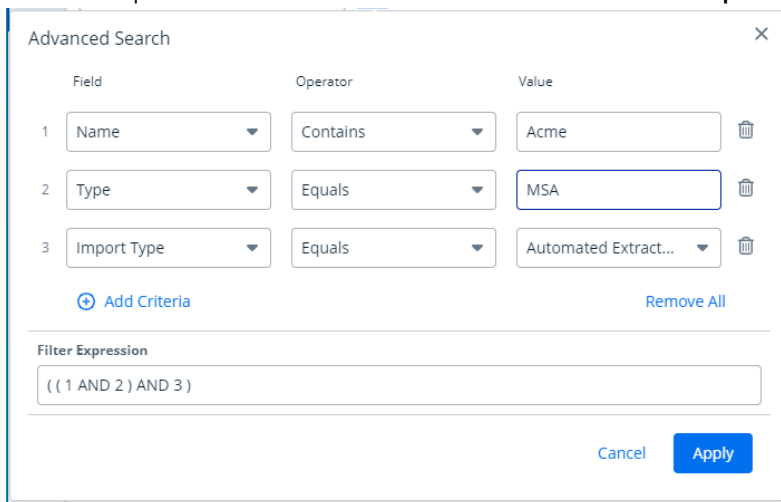 Advanced Search
Field Operator Value
1 Name Contains Acme
2 Type Equals MSA
3 Import Type Equals Automated Extract...
Add Criteria Remove All
Filter Expression
( ( 1 AND 2 ) AND 3 )
Cancel Apply